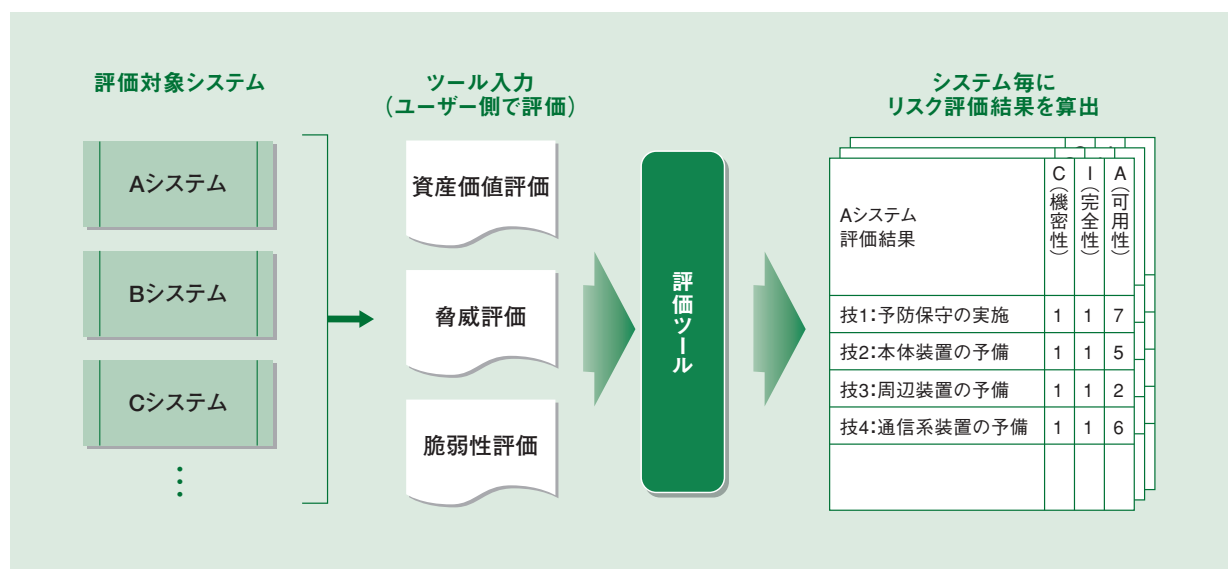 評価対象システム
Aシステム
Bシステム
Cシステム
⋮
ツール入力
(ユーザー側で評価)
資産価値評価
脅威評価
脆弱性評価
評価ツール
システム毎に
リスク評価結果を算出
Aシステム
評価結果
C(機密性)
I(完全性)
A(可用性)
技1:予防保守の実施 1 1 7
技2:本体装置の予備 1 1 5
技3:周辺装置の予備 1 1 2
技4:通信系装置の予備 1 1 6